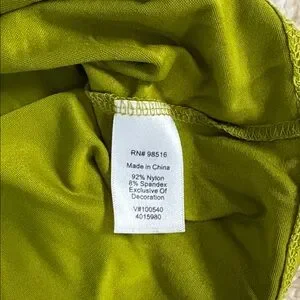 RN# 98516
Made in China
92% Nylon
8% Spandex
Exclusive Of
Decoration
V#100540
4015980